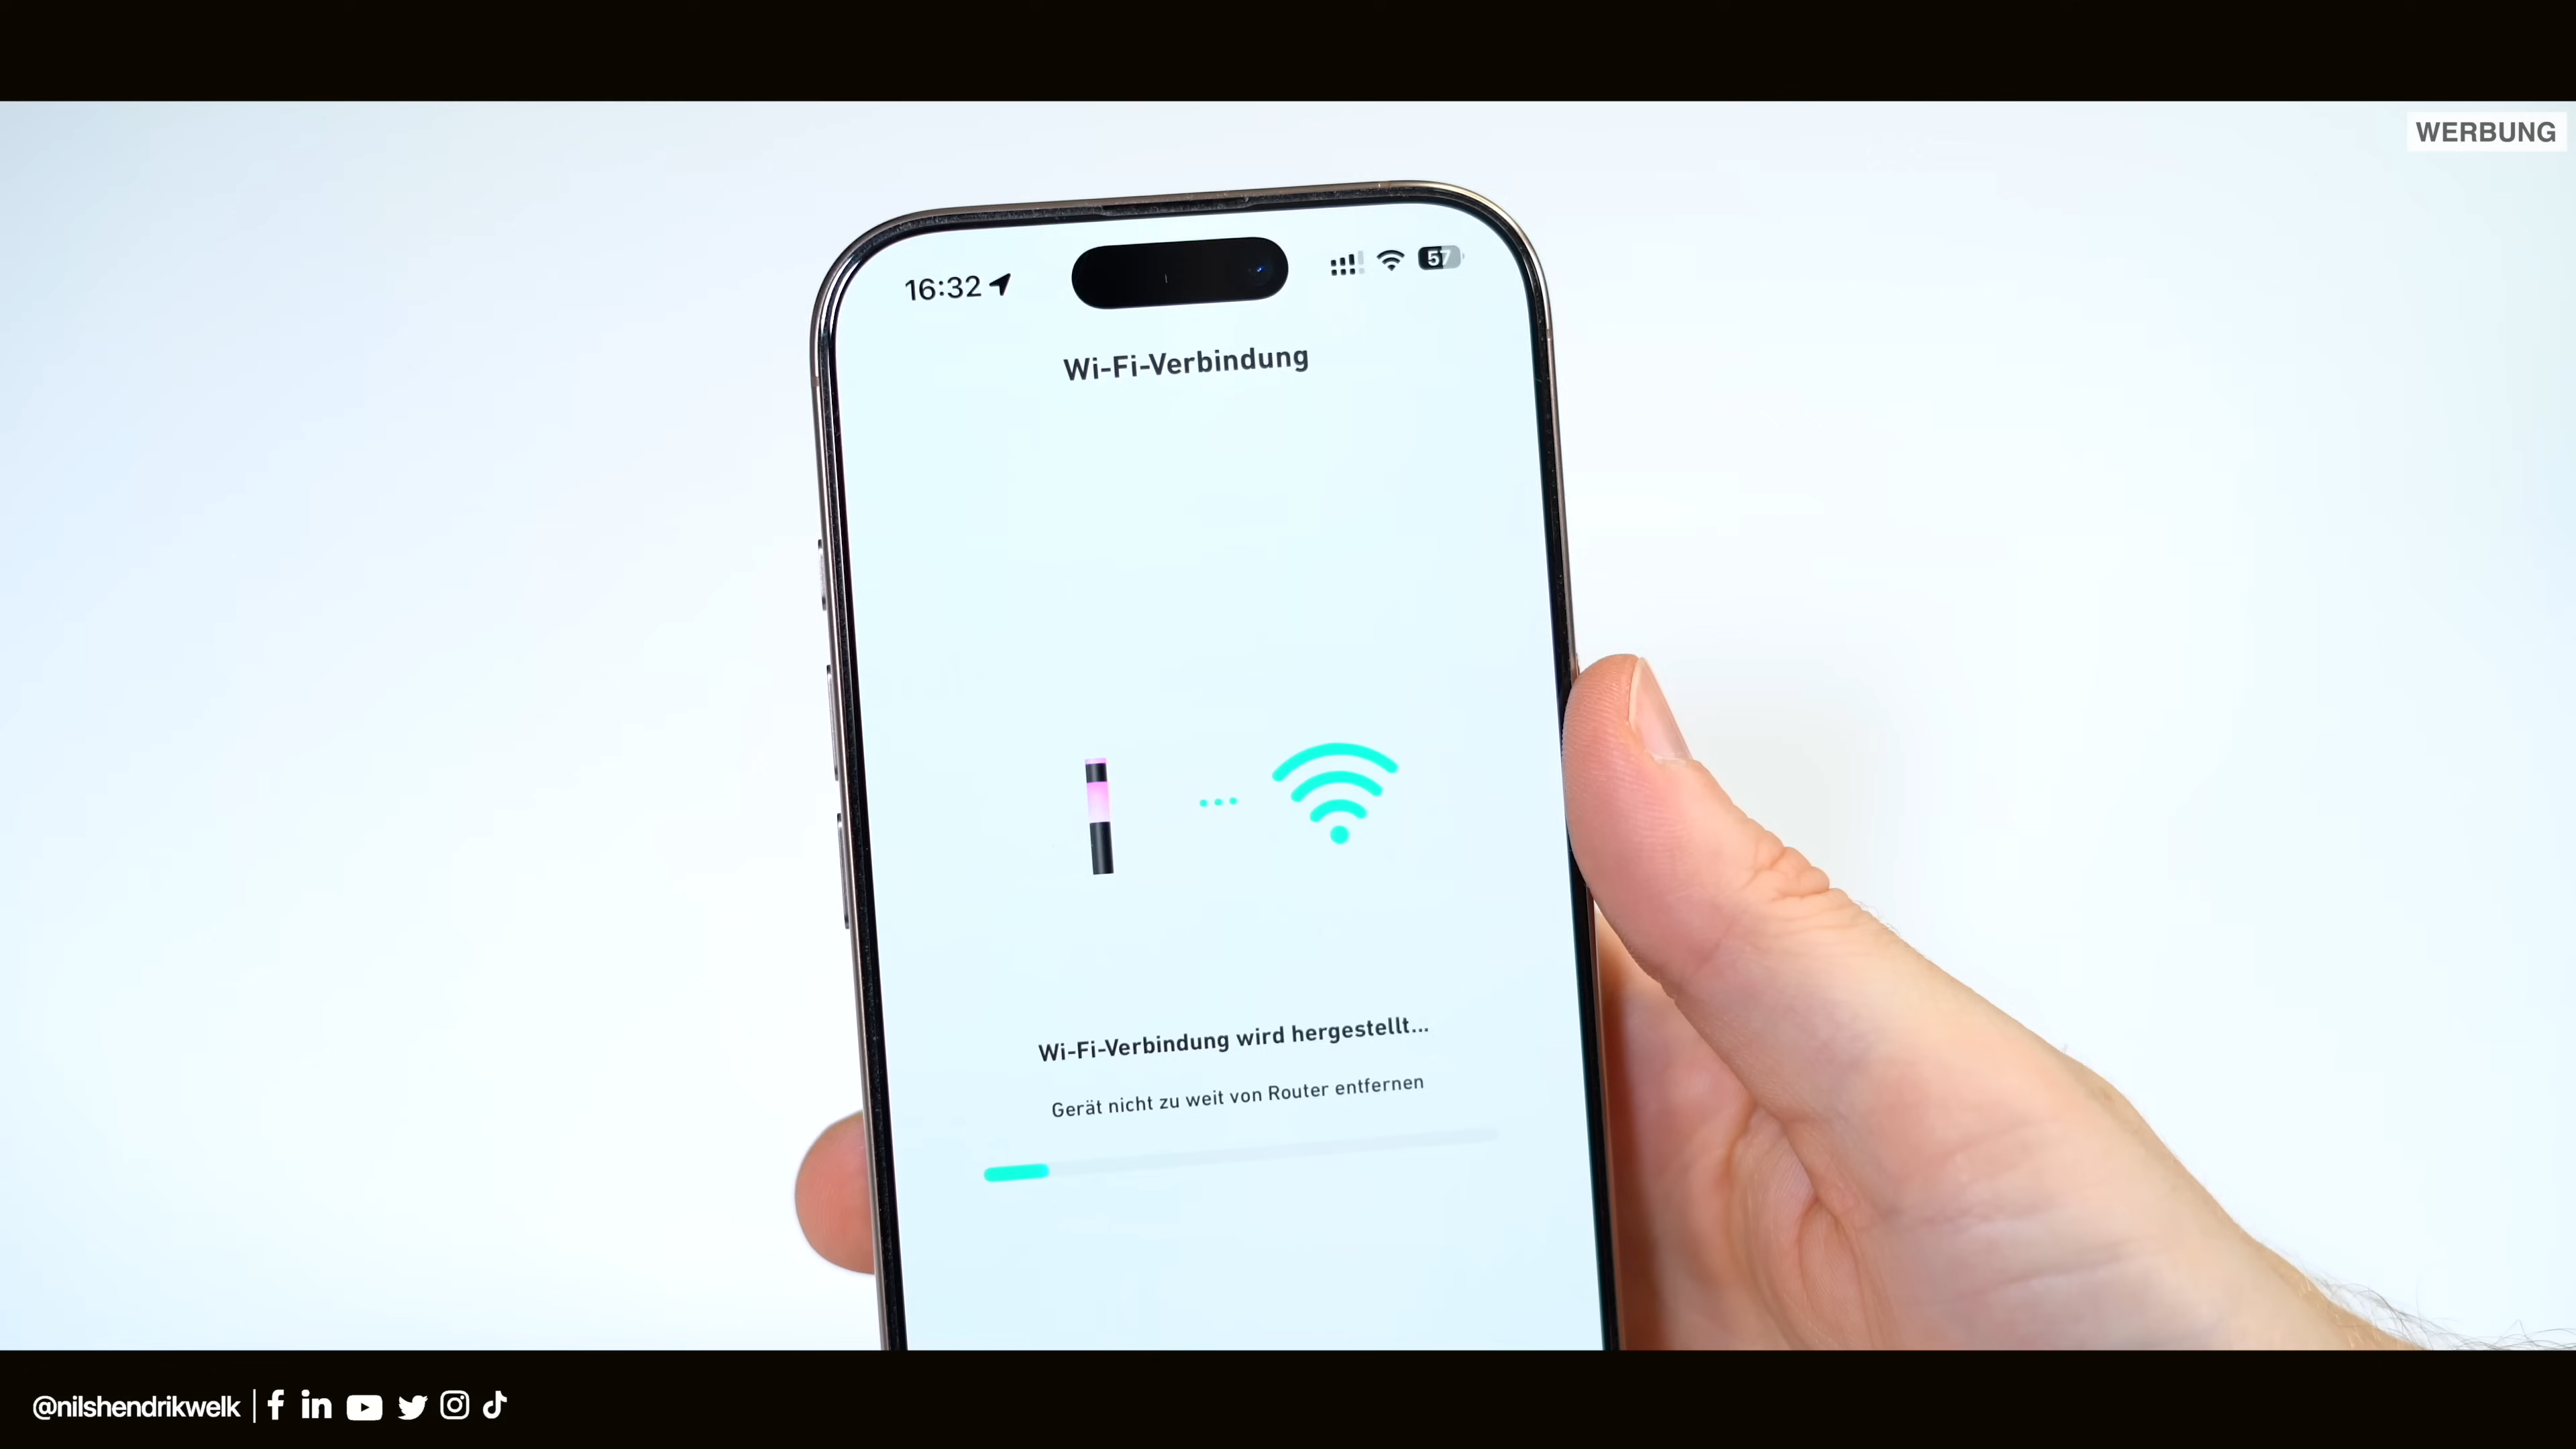 WERBUNG
16:32
57
Wi-Fi-Verbindung
Wi-Fi-Verbindung wird hergestellt...
Gerät nicht zu weit von Router entfernen
@nilshendrikwelk